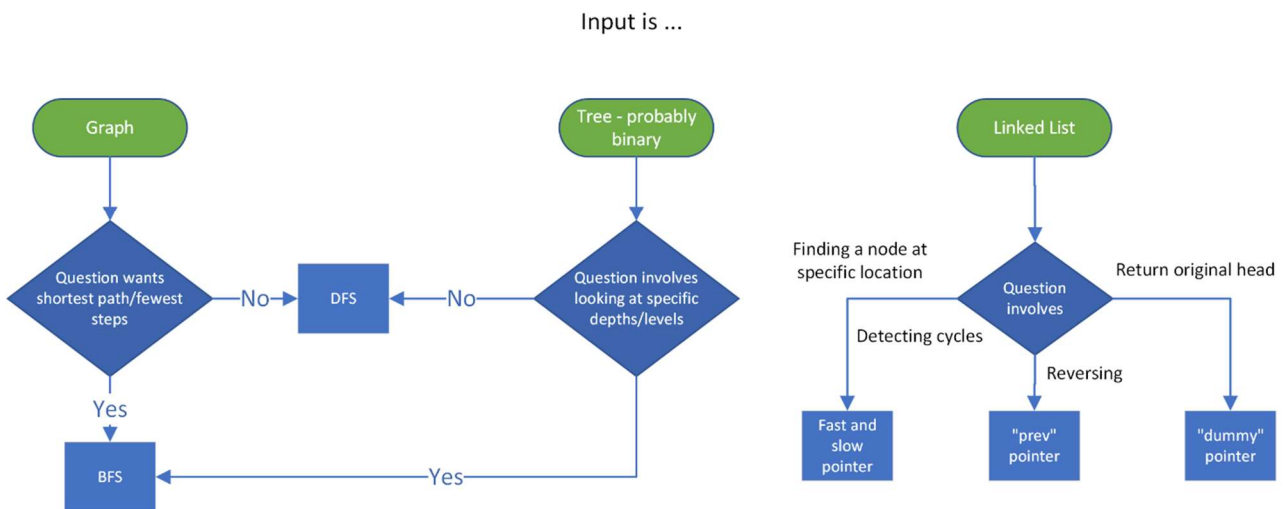 Input is ...
Graph
Tree - probably
binary
Linked List
Question wants
shortest path/fewest
steps
No
DFS
No
Question involves
looking at specific
depths/levels
Finding a node at
specific location
Question
involves
Return original head
Detecting cycles
Reversing
Yes
BFS
Yes
Fast and
slow
pointer
"prev"
pointer
"dummy"
pointer